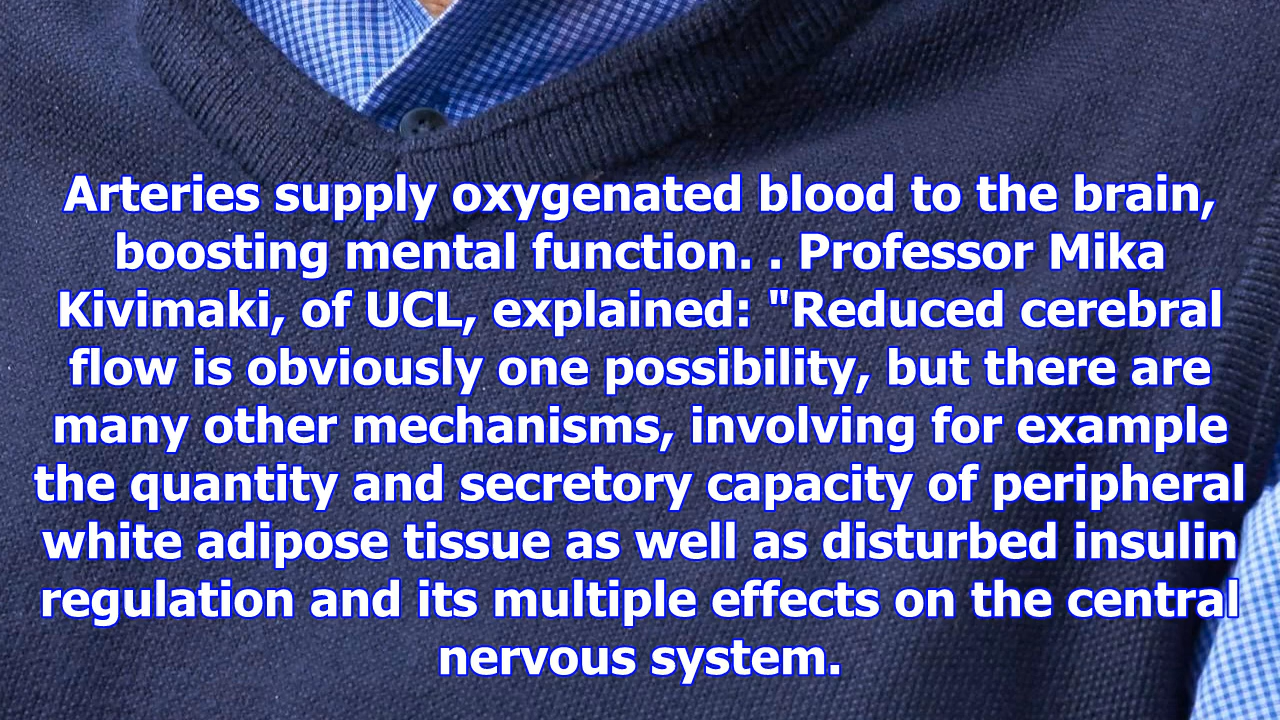 Arteries supply oxygenated blood to the brain,
boosting mental function. . Professor Mika
Kivimaki, of UCL, explained: "Reduced cerebral
flow is obviously one possibility, but there are
many other mechanisms, involving for example
the quantity and secretory capacity of peripheral
white adipose tissue as well as disturbed insulin
regulation and its multiple effects on the central
nervous system.